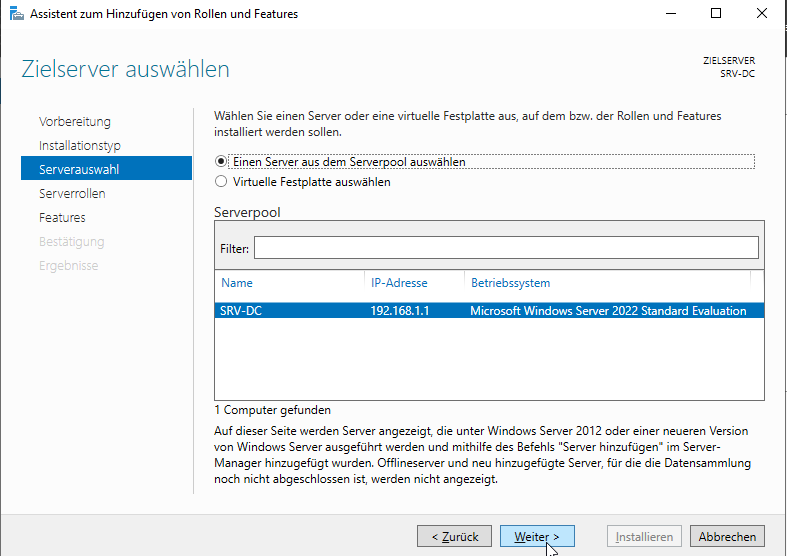 Assistent zum Hinzufügen von Rollen und Features
Zielserver auswählen
ZIELSERVER
SRV-DC
Vorbereitung
Installationstyp
Serverauswahl
Serverrollen
Features
Bestätigung
Ergebnisse
Wählen Sie einen Server oder eine virtuelle Festplatte aus, auf dem bzw. der Rollen und Features
installiert werden sollen.
Einen Server aus dem Serverpool auswählen
Virtuelle Festplatte auswählen
Serverpool
Filter:
Name IP-Adresse Betriebssystem
SRV-DC 192.168.1.1 Microsoft Windows Server 2022 Standard Evaluation
1 Computer gefunden
Auf dieser Seite werden Server angezeigt, die unter Windows Server 2012 oder einer neueren Version
von Windows Server ausgeführt werden und mithilfe des Befehls "Server hinzufügen" im Server-
Manager hinzugefügt wurden. Offlineserver und neu hinzugefügte Server, für die die Datensammlung
noch nicht abgeschlossen ist, werden nicht angezeigt.
< Zurück Weiter > Installieren Abbrechen